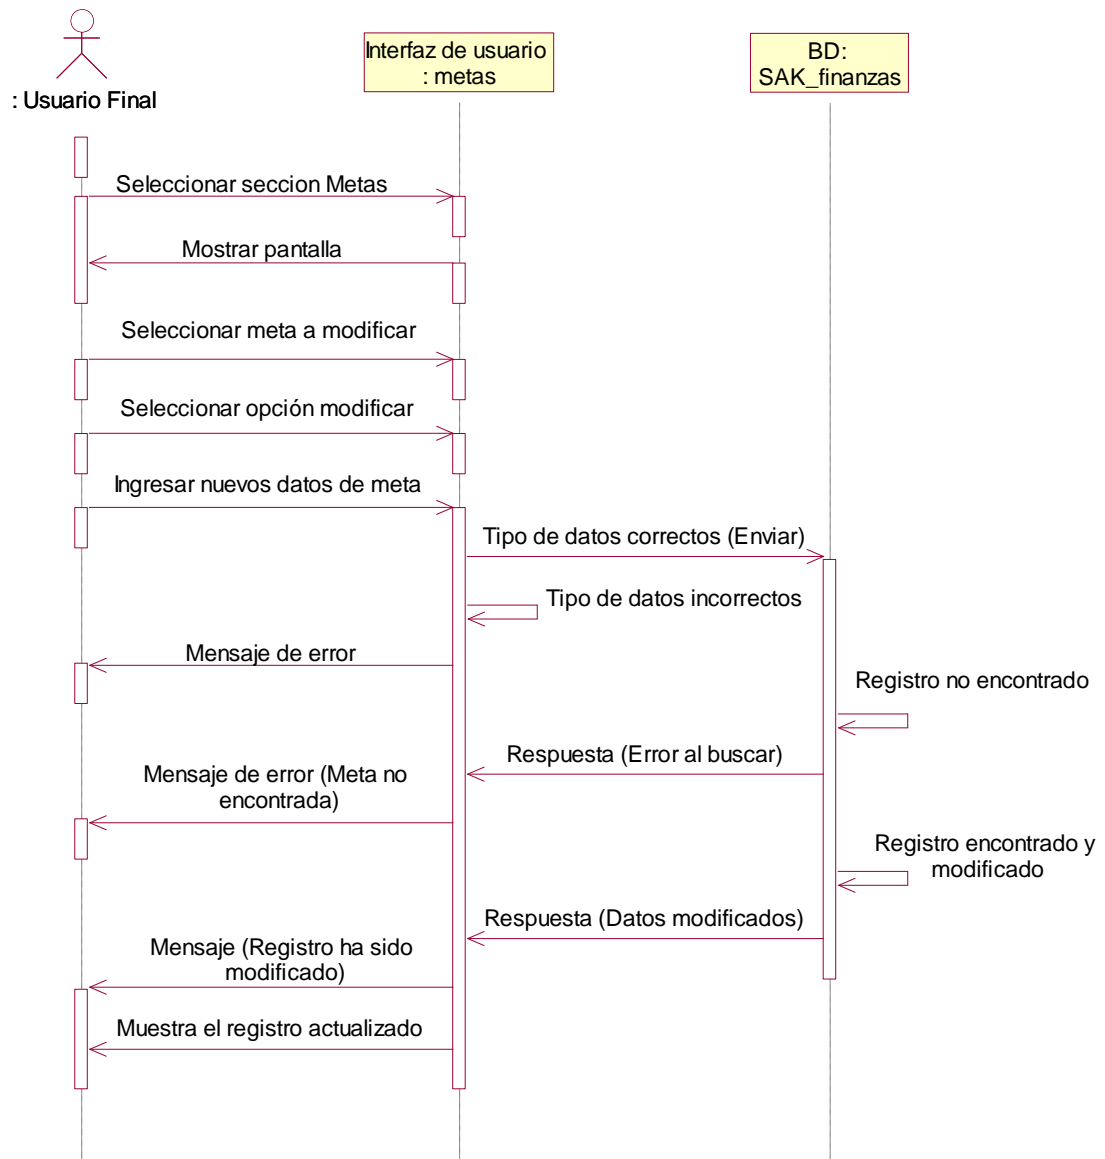 : Usuario Final
Interfaz de usuario
: metas
BD:
SAK_finanzas
Seleccionar seccion Metas
Mostrar pantalla
Seleccionar meta a modificar
Seleccionar opción modificar
Ingresar nuevos datos de meta
Tipo de datos correctos (Enviar)
Tipo de datos incorrectos
Mensaje de error
Registro no encontrado
Respuesta (Error al buscar)
Mensaje de error (Meta no
encontrada)
Registro encontrado y
modificado
Respuesta (Datos modificados)
Mensaje (Registro ha sido
modificado)
Muestra el registro actualizado